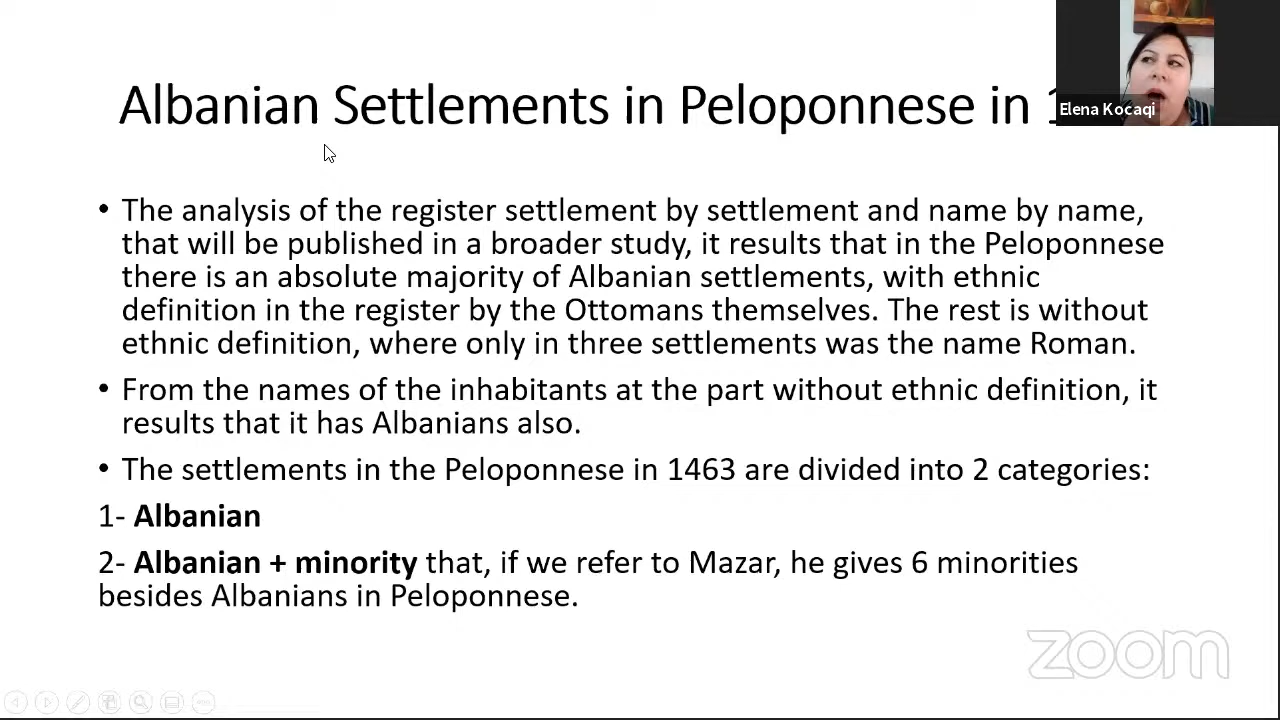 Albanian Settlements in Peloponnese in
Elena Kocaqi
• The analysis of the register settlement by settlement and name by name,
that will be published in a broader study, it results that in the Peloponnese
there is an absolute majority of Albanian settlements, with ethnic
definition in the register by the Ottomans themselves. The rest is without
ethnic definition, where only in three settlements was the name Roman.
• From the names of the inhabitants at the part without ethnic definition, it
results that it has Albanians also.
• The settlements in the Peloponnese in 1463 are divided into 2 categories:
1- Albanian
2- Albanian + minority that, if we refer to Mazar, he gives 6 minorities
besides Albanians in Peloponnese.
zoom